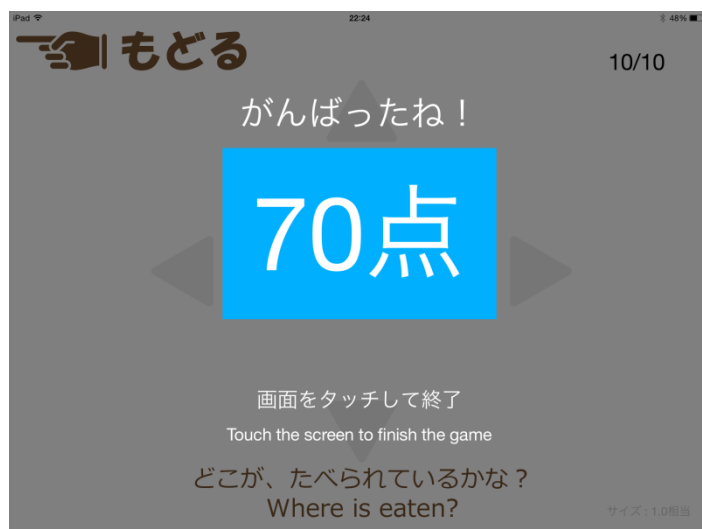 iPad 22:24 48%
もどる
10/10
がんばったね！
70点
画面をタッチして終了
Touch the screen to finish the game
どこが、たべられているかな？
Where is eaten?
サイズ：1.0相当